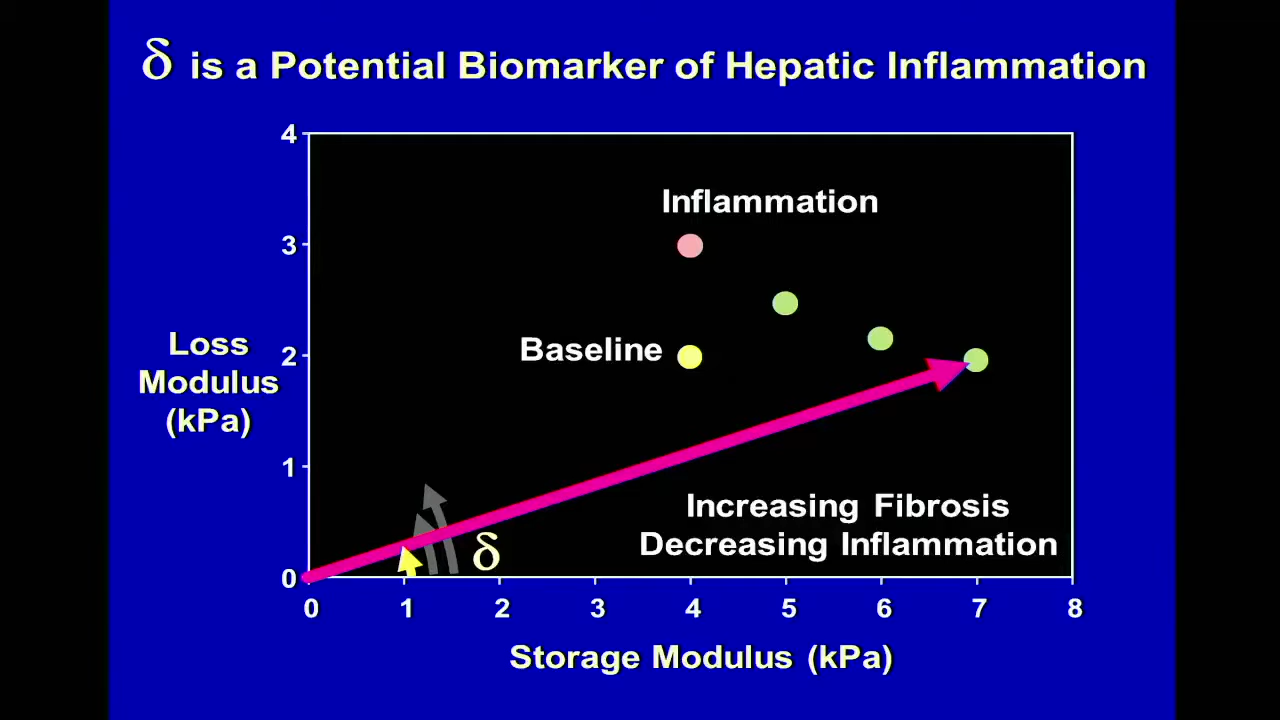 δ is a Potential Biomarker of Hepatic Inflammation
4
Inflammation
3
Baseline
Loss
Modulus
(kPa)
2
1
Increasing Fibrosis
Decreasing Inflammation
δ
0
0 1 2 3 4 5 6 7 8
Storage Modulus (kPa)